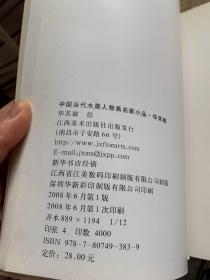 中国当代水墨人物画名家小品·华其敏
华其敏 绘
江西美术出版社出版发行
(南昌市子安路66号)
http//www.jxfinearts.com
E-mail:jxms@jxpp.com
新华书店经销
江西省江美数码印刷制版有限公司制版
深圳华新彩印制版有限公司印刷
2008年6月第1版
2008年6月第1次印刷
开本889×1194 1/12
印张4 印数4000
ISBN 978-7-80749-383-9
定价:28.00元